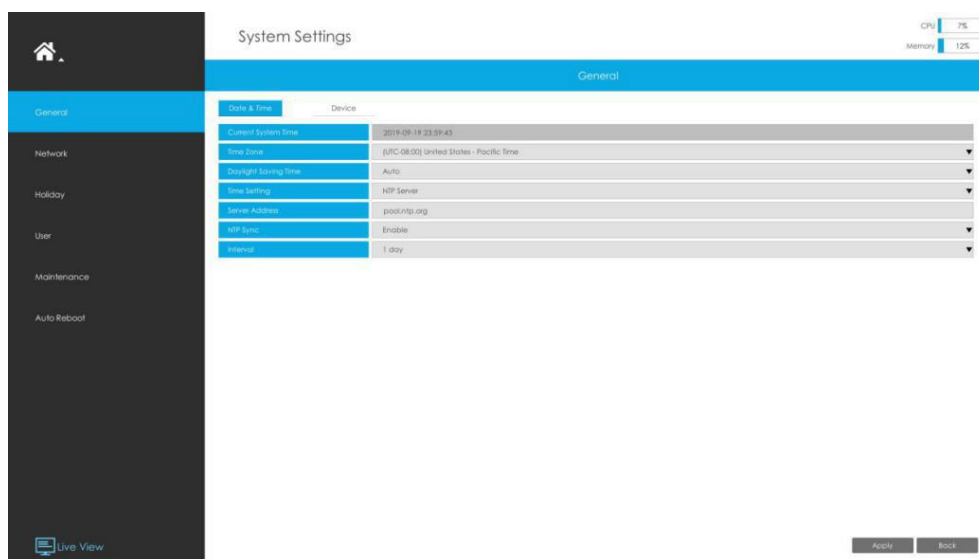 System Settings
CPU 7%
Memory 12%
General
General
Network
Holiday
User
Maintenance
Auto Reboot
Live View
Date & Time Device
Current System Time 2019-09-19 23:59:43
Time Zone (UTC-08:00) United States - Pacific Time
Daylight Saving Time Auto
Time Setting NTP Server
Server Address pool.ntp.org
NTP Sync Enable
Interval 1 day
Apply Back